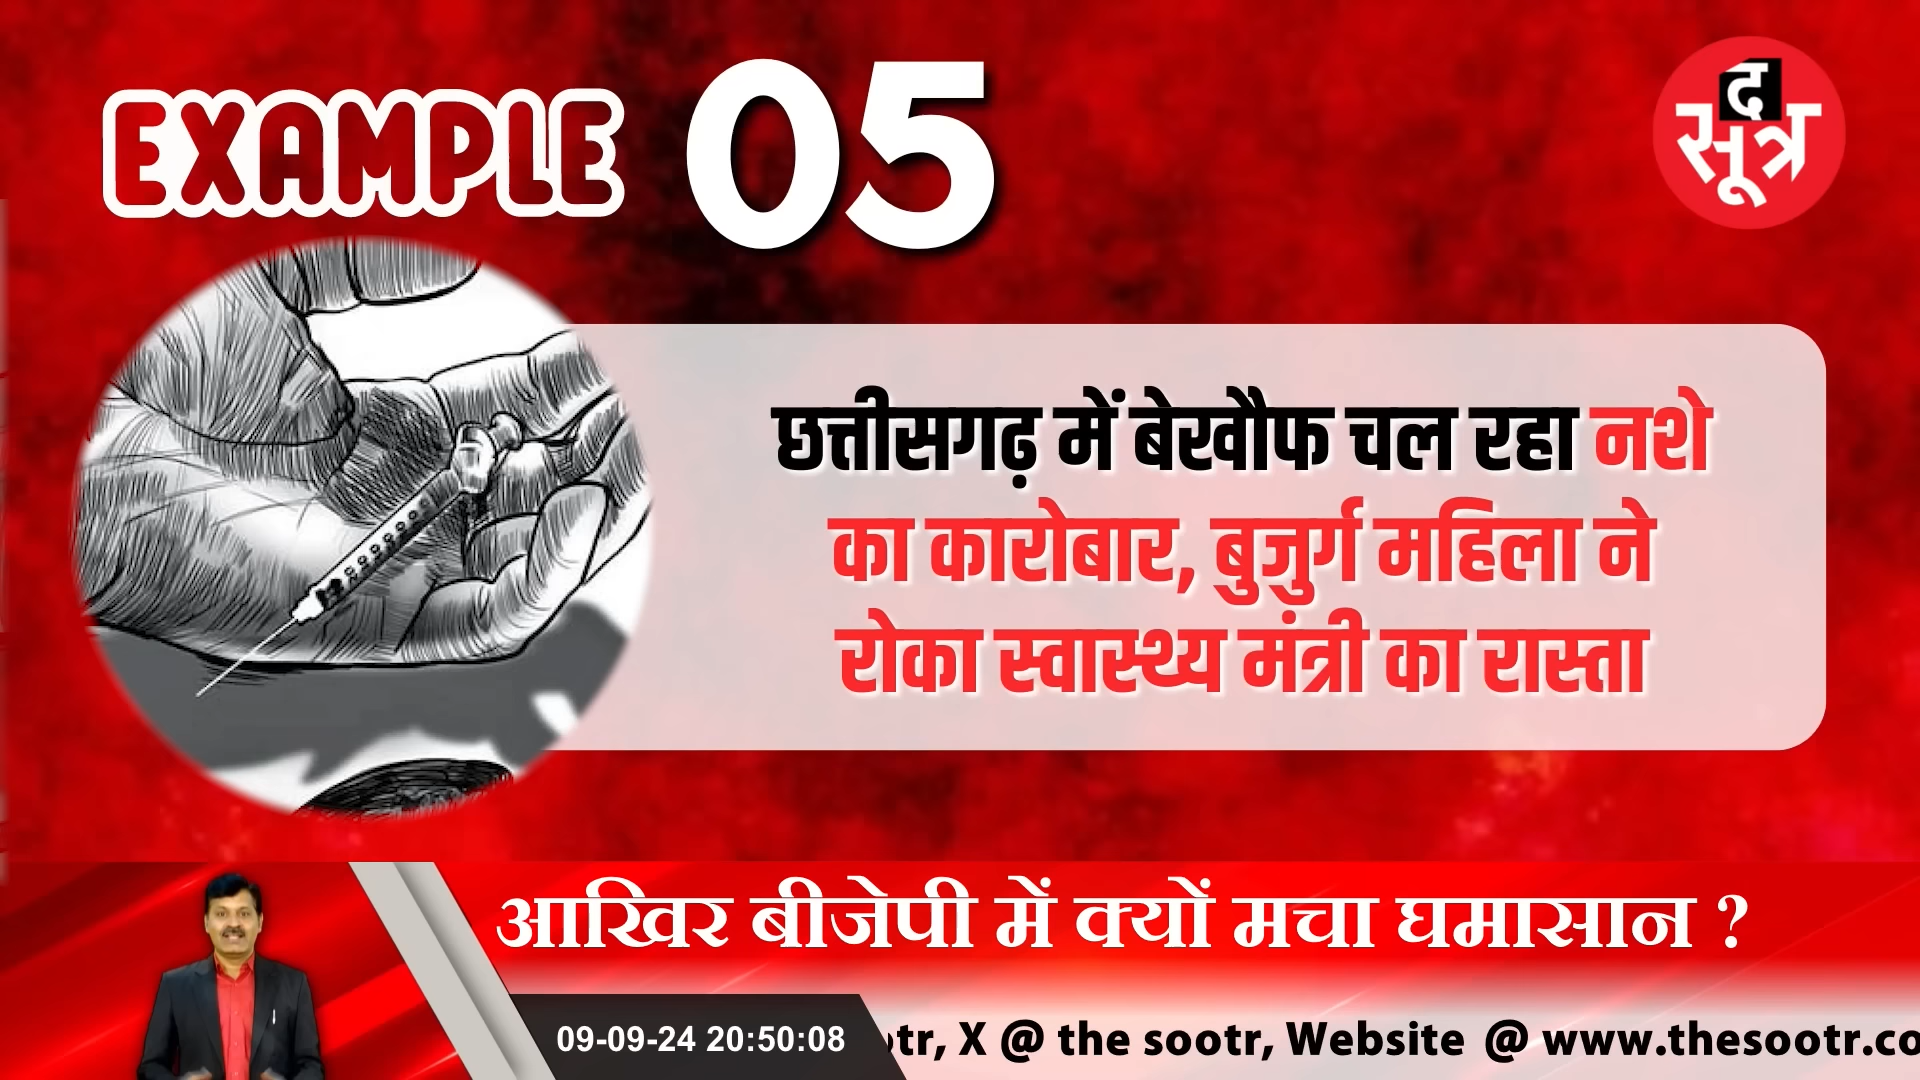 EXAMPLE 05
द
सूत्र
छत्तीसगढ़ में बेखौफ चल रहा नशे
का कारोबार, बुजुर्ग महिला ने
रोका स्वास्थ्य मंत्री का रास्ता
आखिर बीजेपी में क्यों मचा घमासान ?
09-09-24 20:50:08
otr, X @ the sootr, Website @ www.thesootr.co